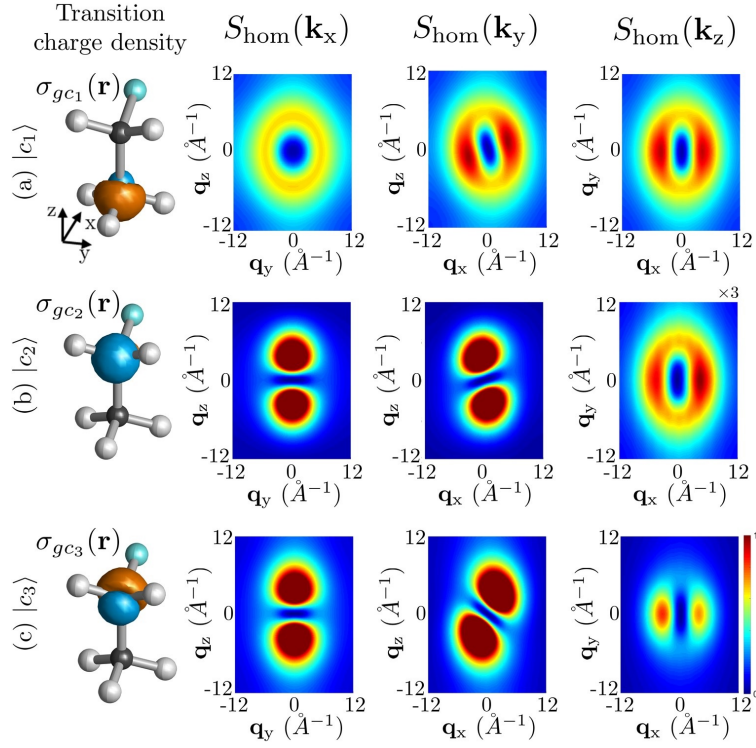 Transition
charge density
S_hom(k_x)
S_hom(k_y)
S_hom(k_z)
(a) |c₁⟩
σ_gc₁(r)
z
x
y
12
0
-12
q_z (Å⁻¹)
-12 0 12
q_y (Å⁻¹)
12
0
-12
q_z (Å⁻¹)
-12 0 12
q_x (Å⁻¹)
12
0
-12
q_y (Å⁻¹)
-12 0 12
q_x (Å⁻¹)
(b) |c₂⟩
σ_gc₂(r)
12
0
-12
q_z (Å⁻¹)
-12 0 12
q_y (Å⁻¹)
12
0
-12
q_z (Å⁻¹)
-12 0 12
q_x (Å⁻¹)
×3
12
0
-12
q_y (Å⁻¹)
-12 0 12
q_x (Å⁻¹)
(c) |c₃⟩
σ_gc₃(r)
12
0
-12
q_z (Å⁻¹)
-12 0 12
q_y (Å⁻¹)
12
0
-12
q_z (Å⁻¹)
-12 0 12
q_x (Å⁻¹)
12
0
-12
q_y (Å⁻¹)
-12 0 12
q_x (Å⁻¹)